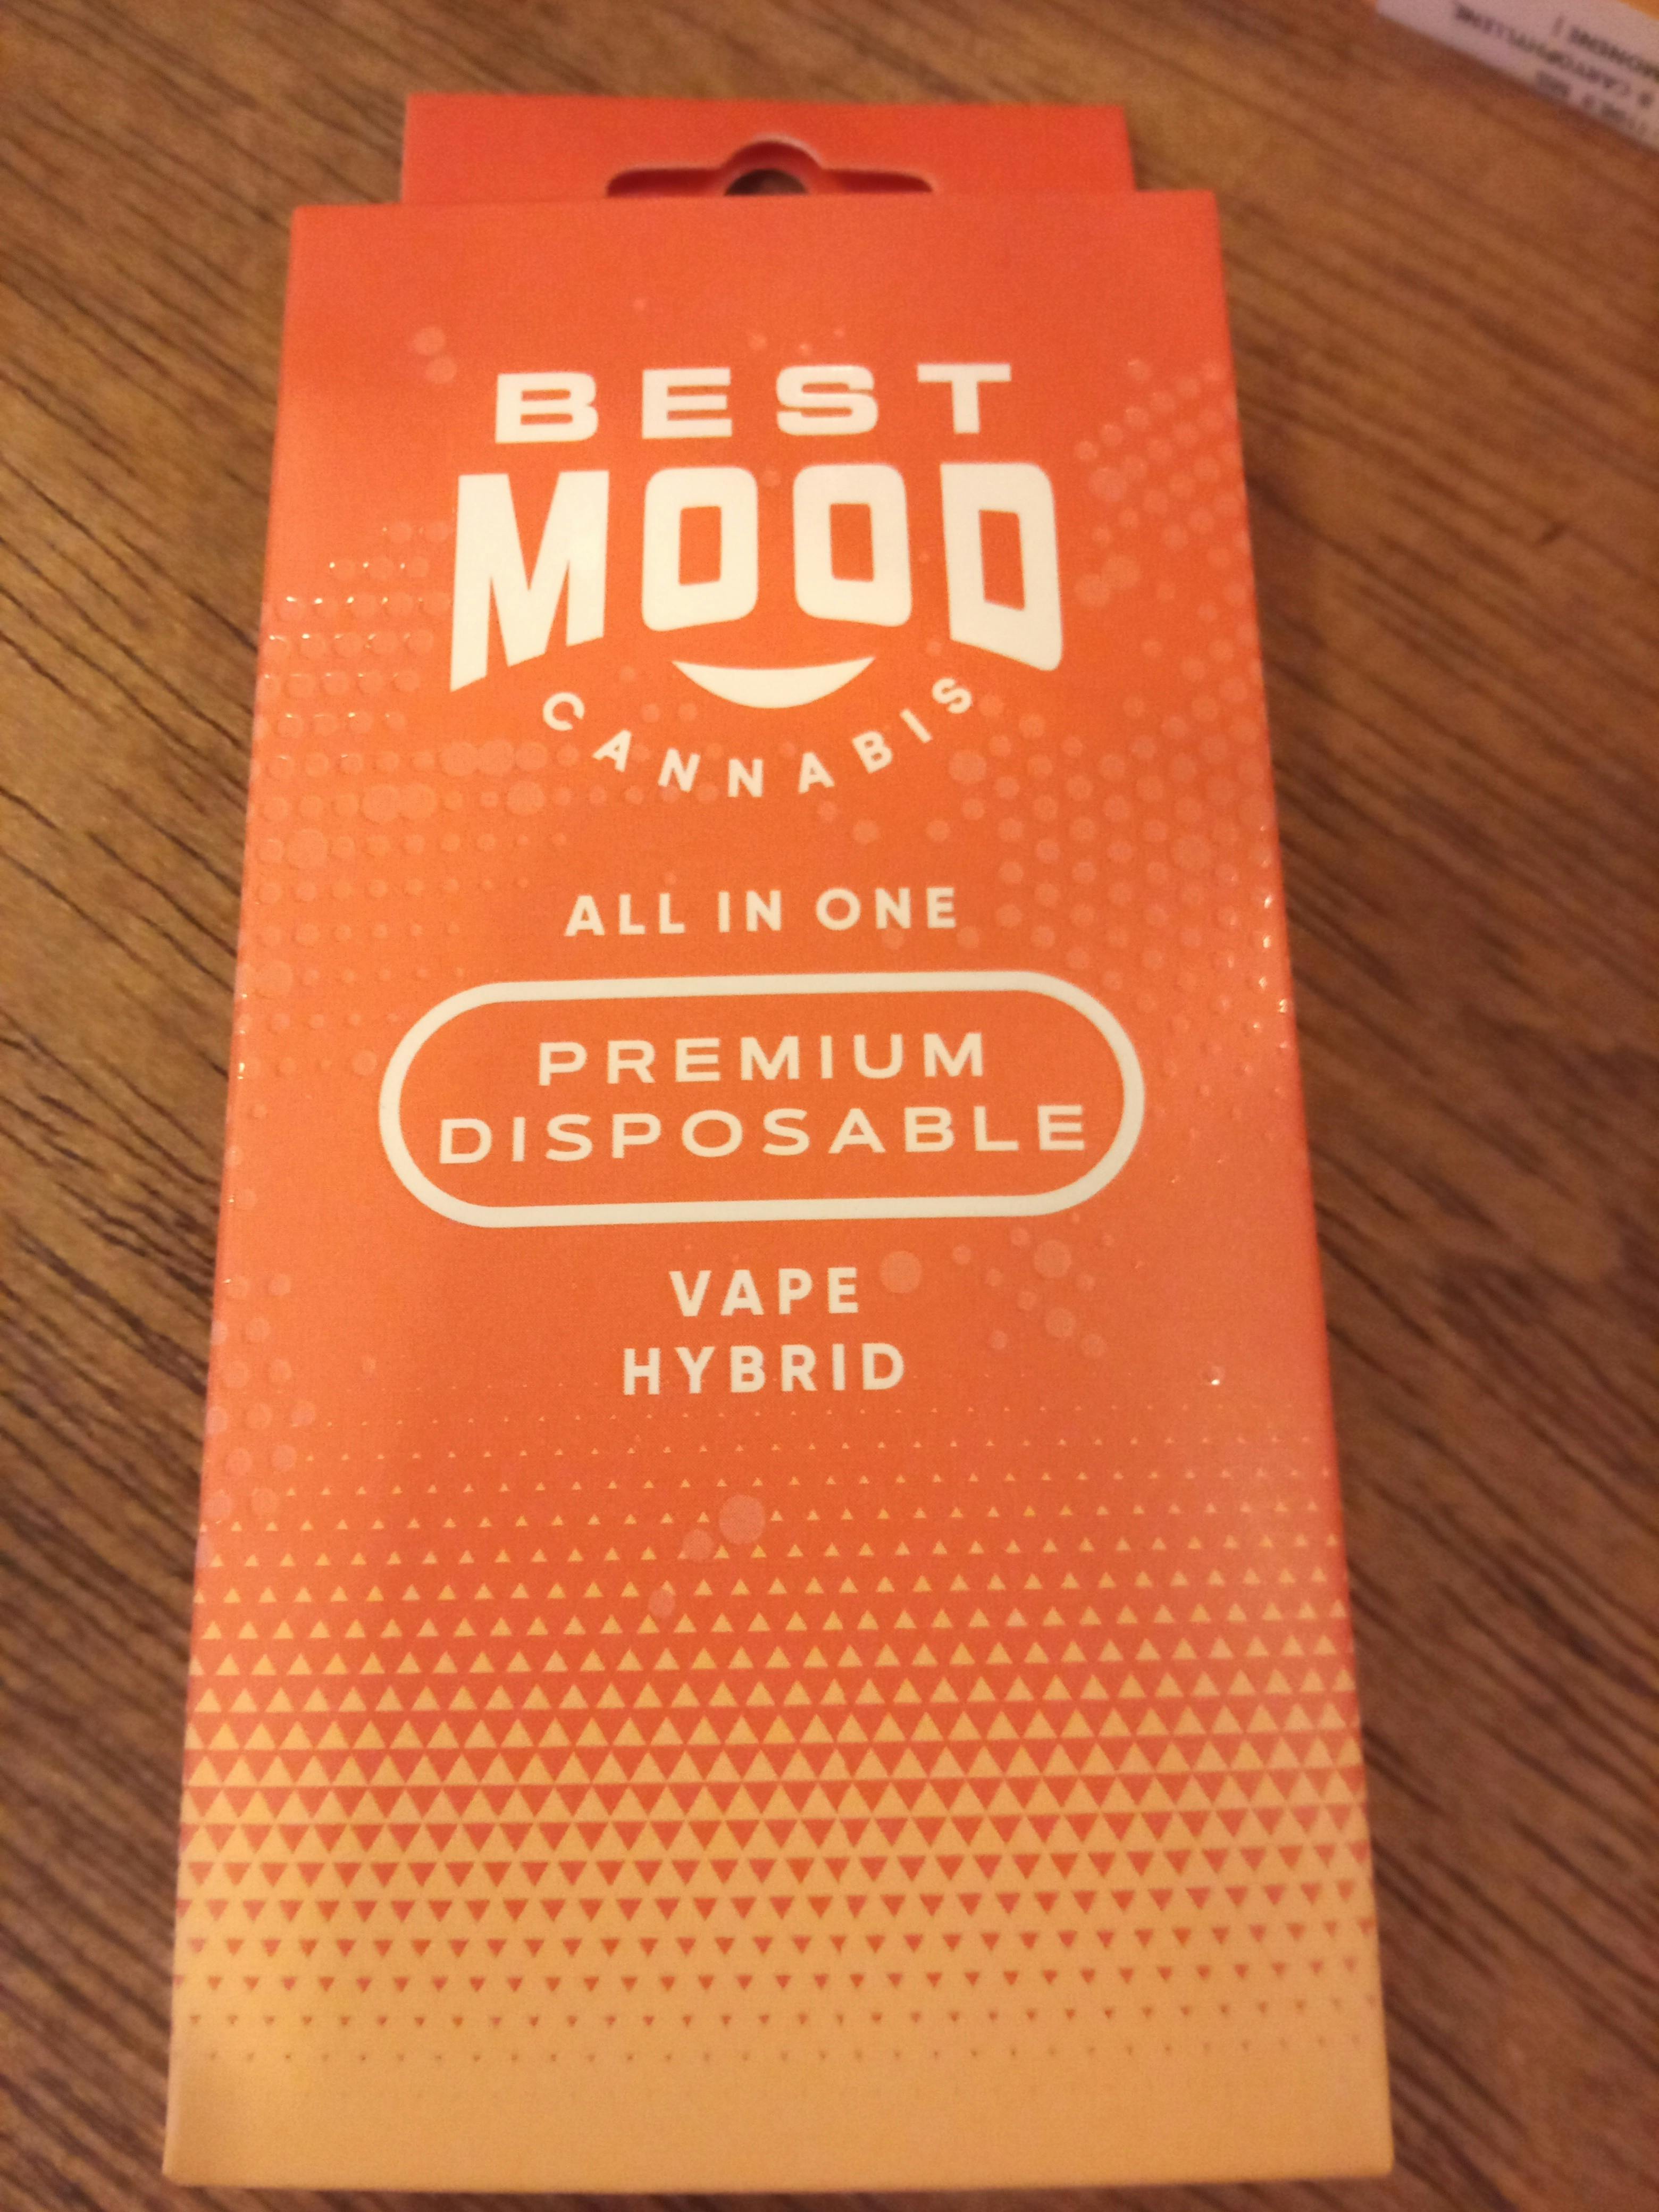 BEST
MOOD
CANNABIS
ALL IN ONE
PREMIUM
DISPOSABLE
VAPE
HYBRID